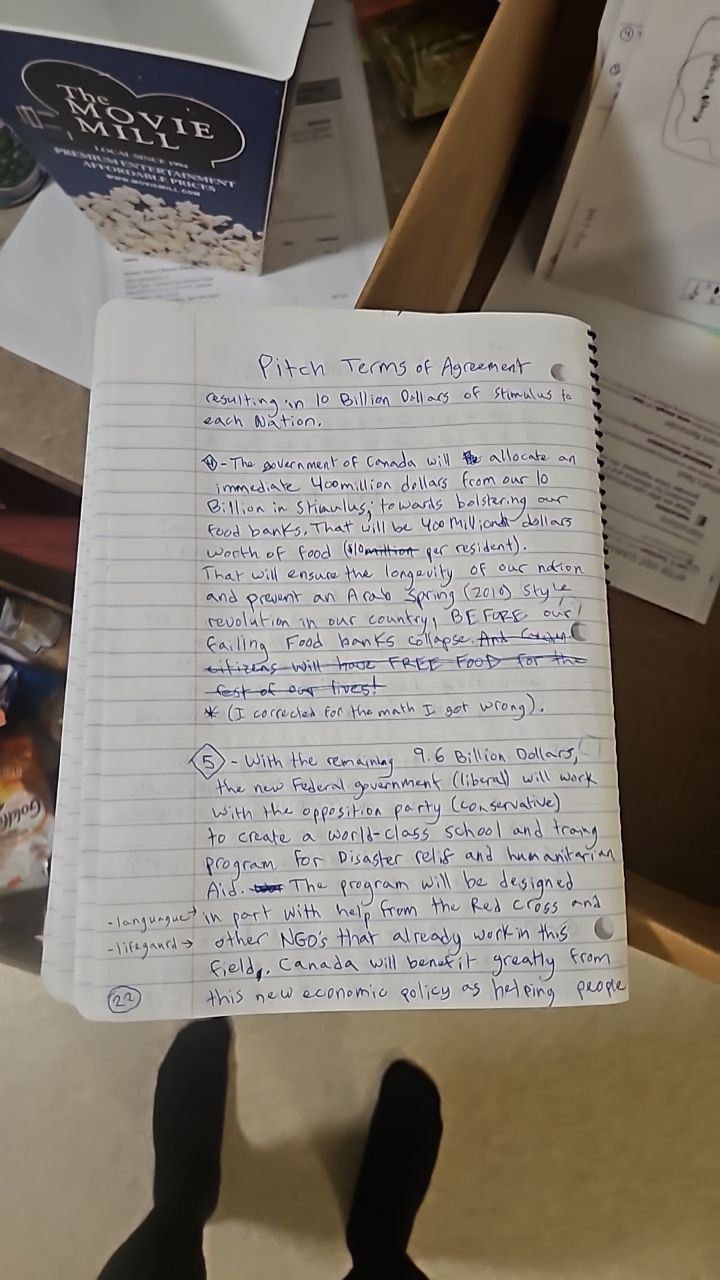 The
MOVIE
MILL
LOCAL SINCE 1994
PREMIUM ENTERTAINMENT
AFFORDABLE PRICES
WWW.MOVIEMILL.COM
Pitch Terms of Agreement
resulting in 10 Billion Dollars of Stimulus to
each Nation.
4 - The government of Canada will allocate an
immediate 400 million dollars from our 10
Billion in Stimulus; towards bolstering our
food banks. That will be 400 Million dollars
worth of food ($10 million per resident).
That will ensure the longevity of our nation
and prevent an Arab Spring (2010) style
revolution in our country, BEFORE our
failing Food banks collapse. And
citizens will have FREE FOOD for the
rest of our lives!
* (I corrected for the math I got wrong).
5 - With the remaining 9.6 Billion Dollars,
the new Federal government (liberal) will work
with the opposition party (conservative)
to create a world-class school and traing
program for Disaster relif and humanitarian
Aid. The program will be designed
- languague → in part with help from the Red Cross and
- lifegaurd → other NGO's that already work in this
field. Canada will benefit greatly from
22 this new economic policy as helping people
Goldfi